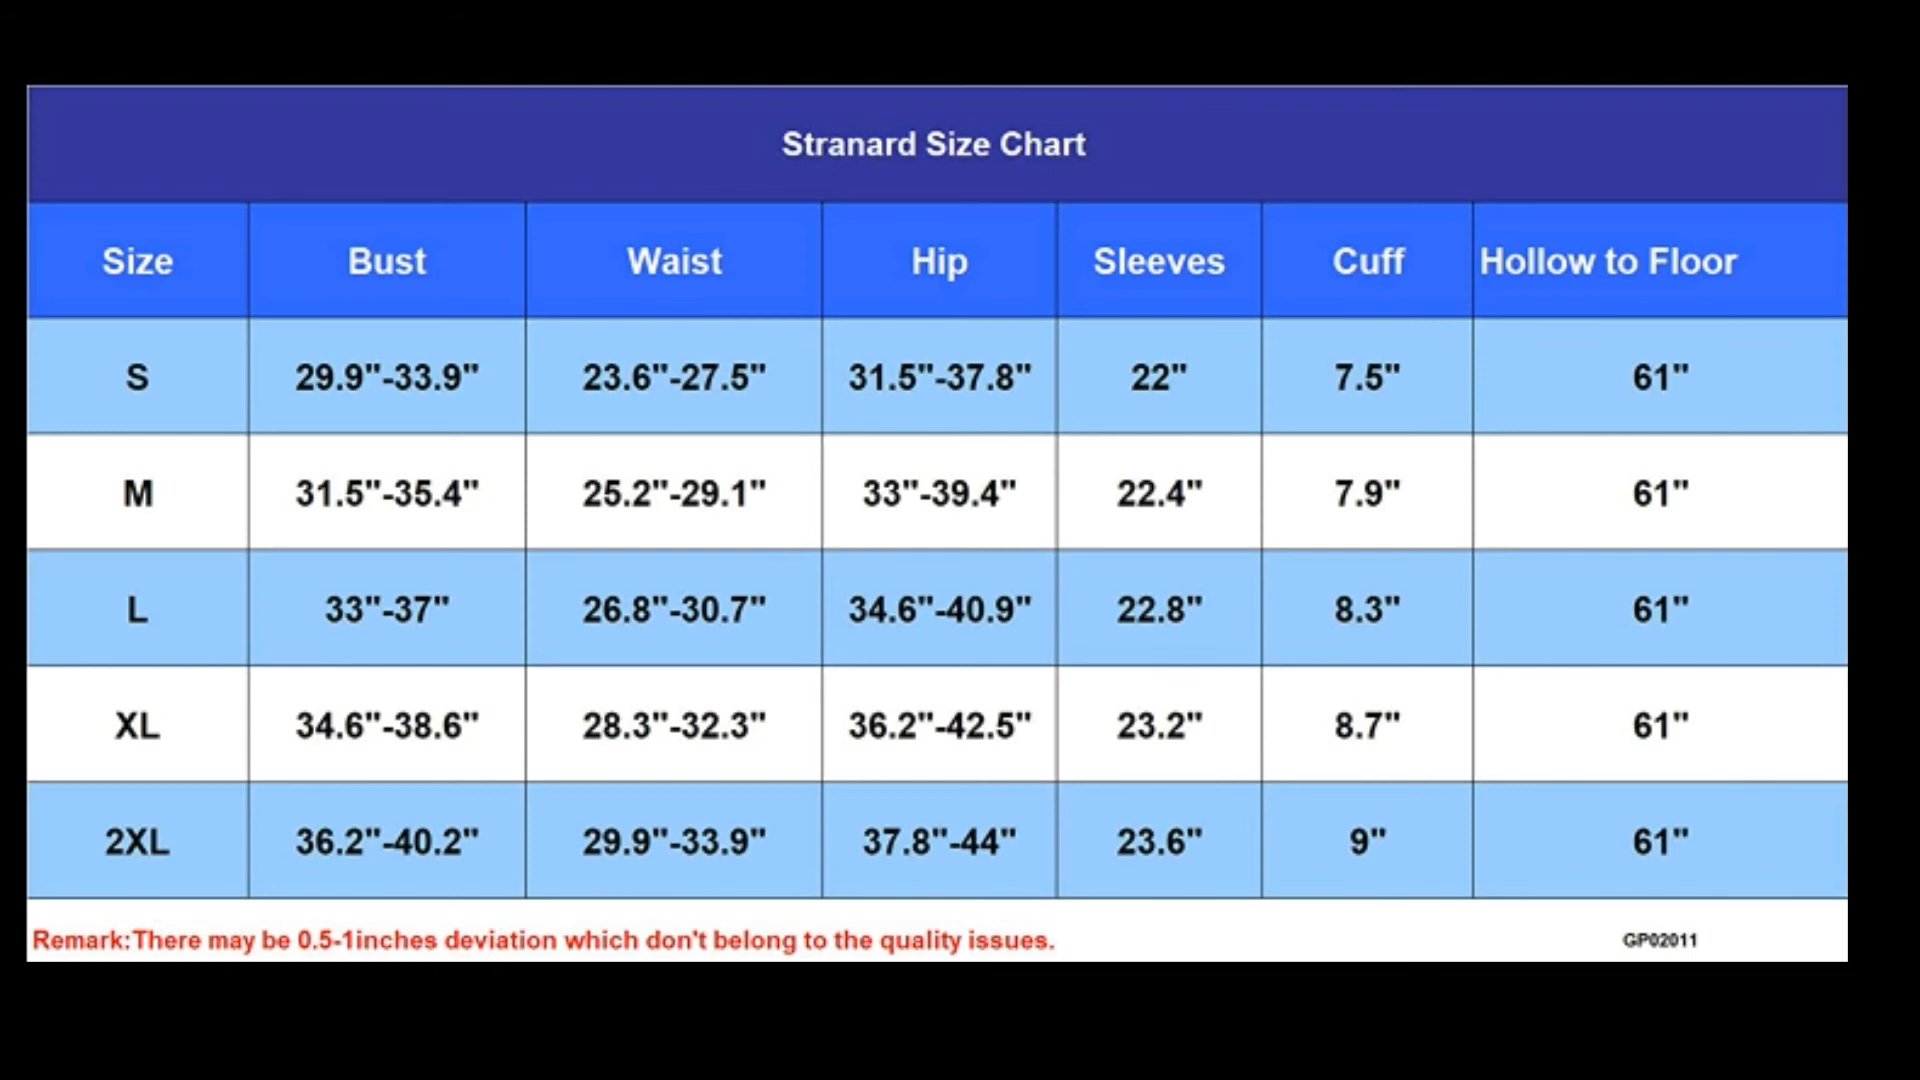 Stranard Size Chart
Size Bust Waist Hip Sleeves Cuff Hollow to Floor
S 29.9"-33.9" 23.6"-27.5" 31.5"-37.8" 22" 7.5" 61"
M 31.5"-35.4" 25.2"-29.1" 33"-39.4" 22.4" 7.9" 61"
L 33"-37" 26.8"-30.7" 34.6"-40.9" 22.8" 8.3" 61"
XL 34.6"-38.6" 28.3"-32.3" 36.2"-42.5" 23.2" 8.7" 61"
2XL 36.2"-40.2" 29.9"-33.9" 37.8"-44" 23.6" 9" 61"
Remark:There may be 0.5-1inches deviation which don't belong to the quality issues. GP02011